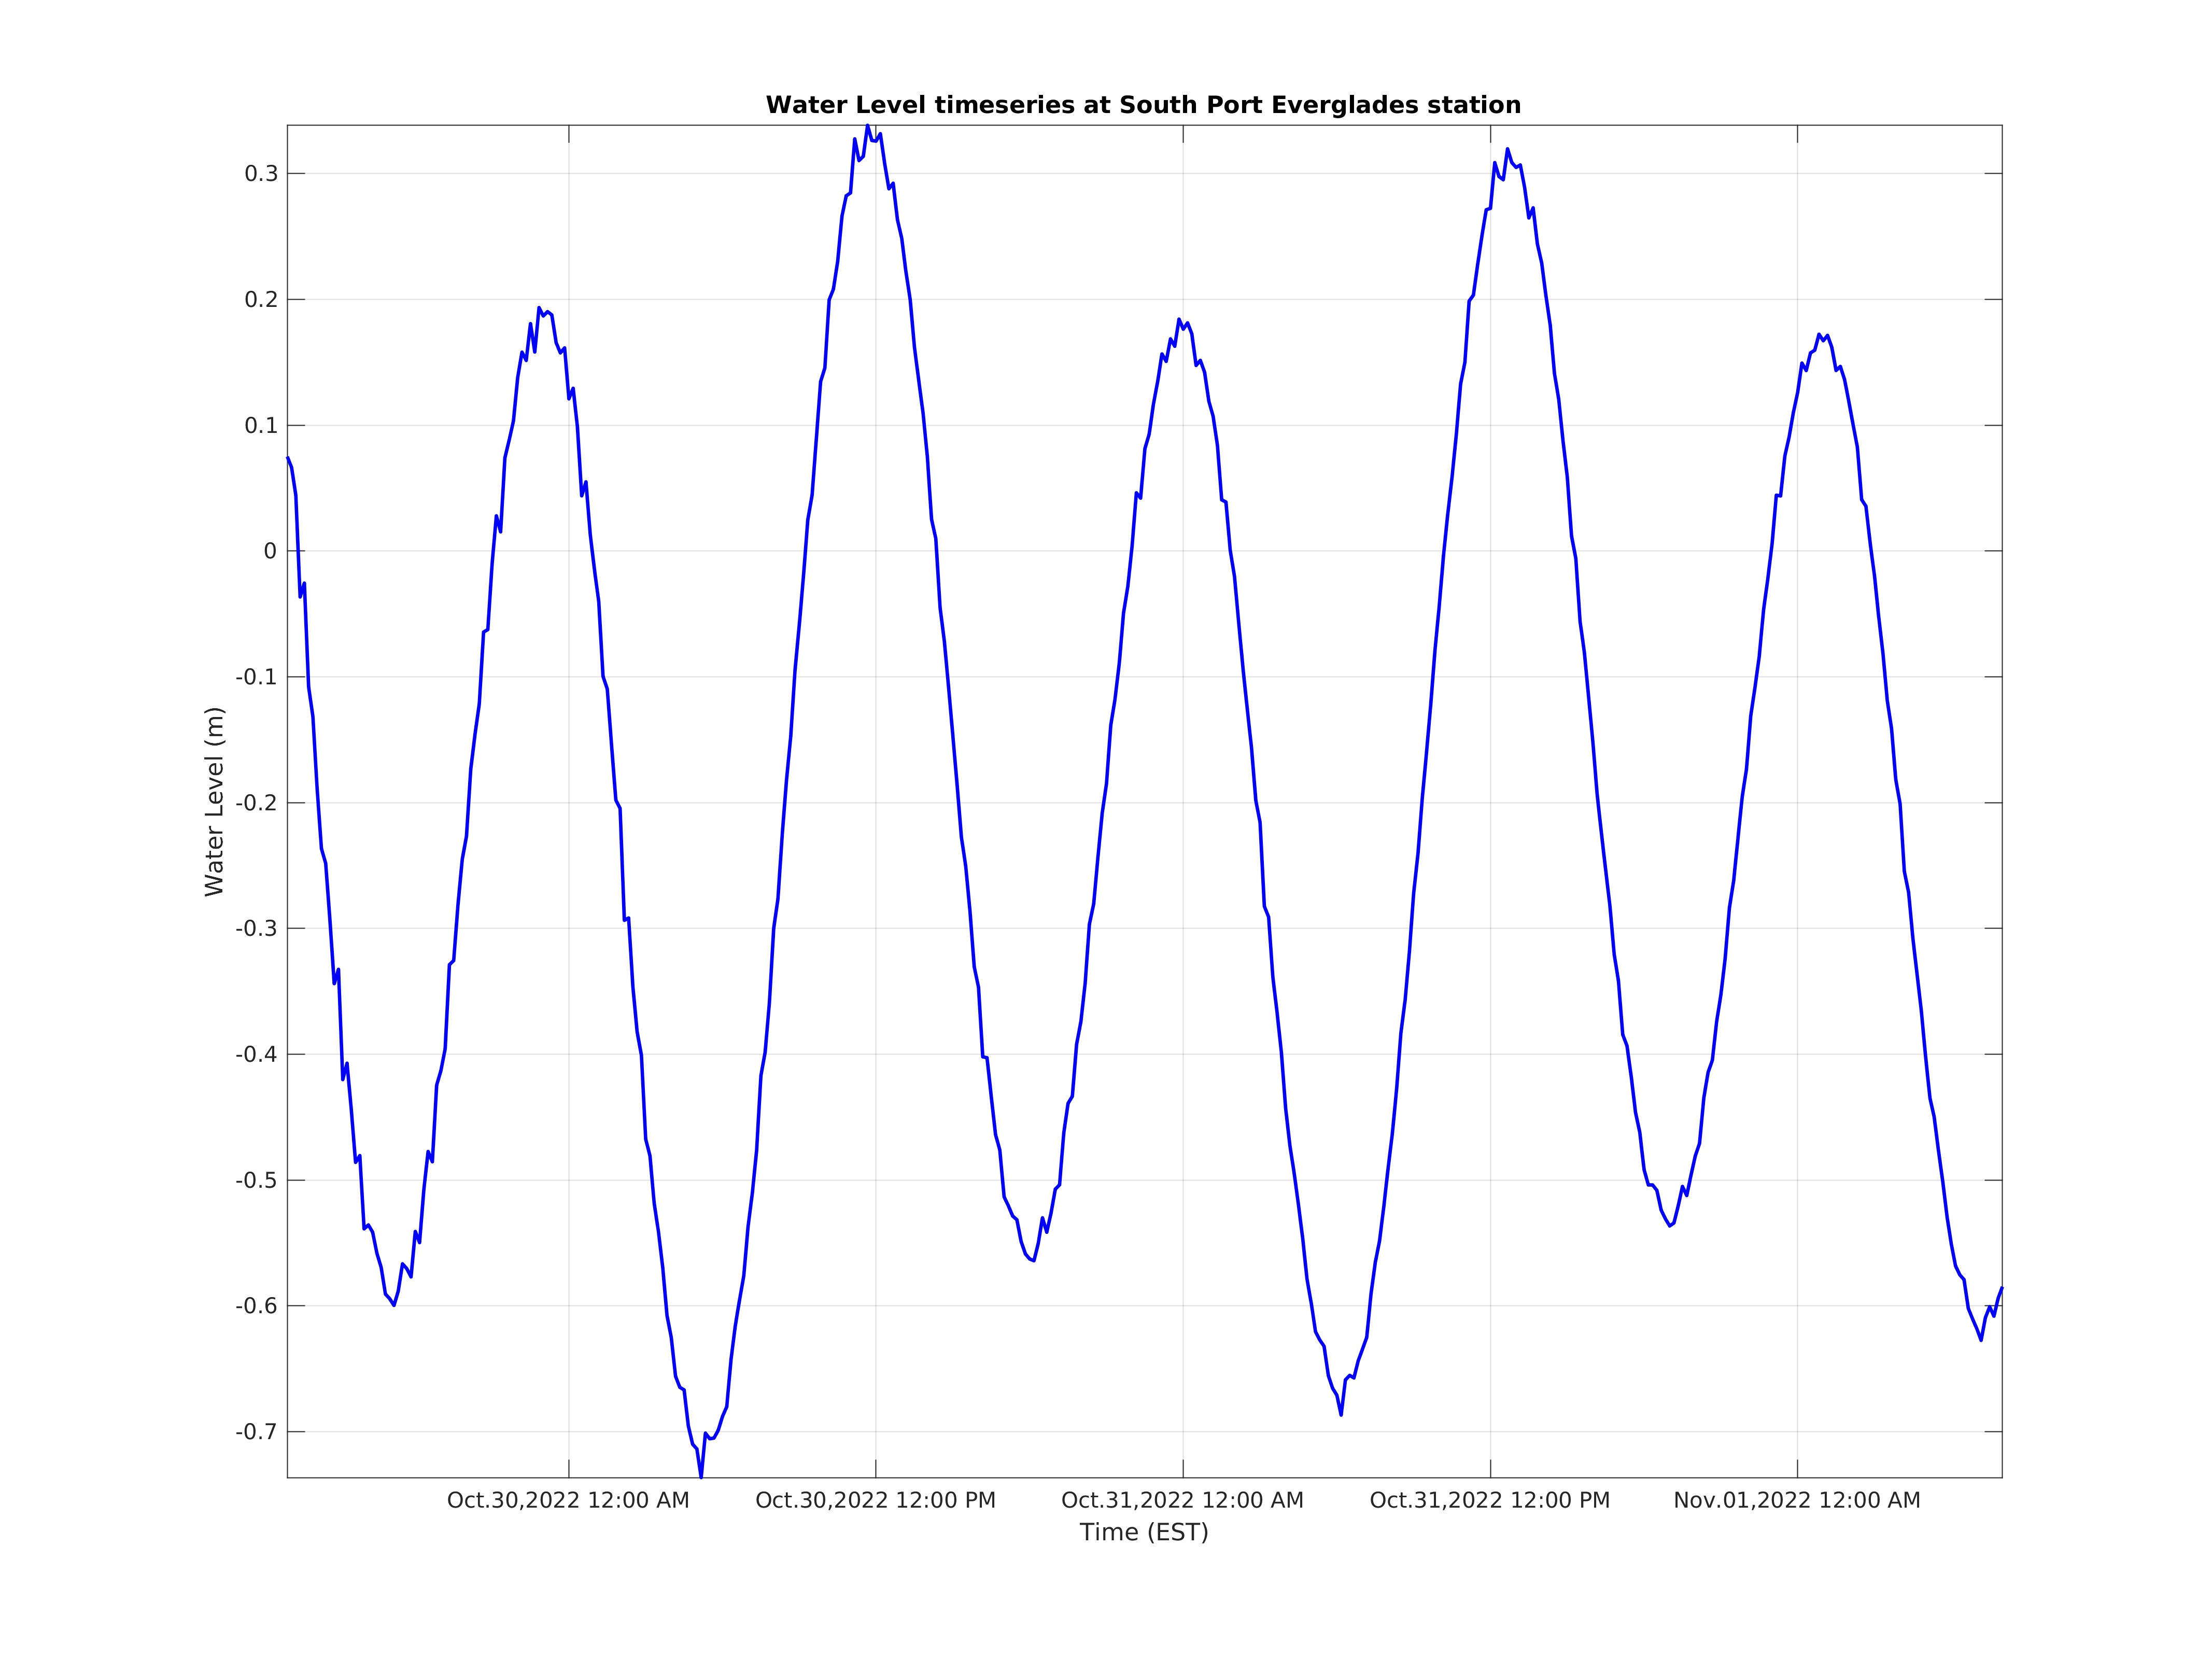 Water Level timeseries at South Port Everglades station
0.3
0.2
0.1
0
-0.1
-0.2
-0.3
-0.4
-0.5
-0.6
-0.7
Water Level (m)
Oct.30,2022 12:00 AM
Oct.30,2022 12:00 PM
Oct.31,2022 12:00 AM
Oct.31,2022 12:00 PM
Nov.01,2022 12:00 AM
Time (EST)